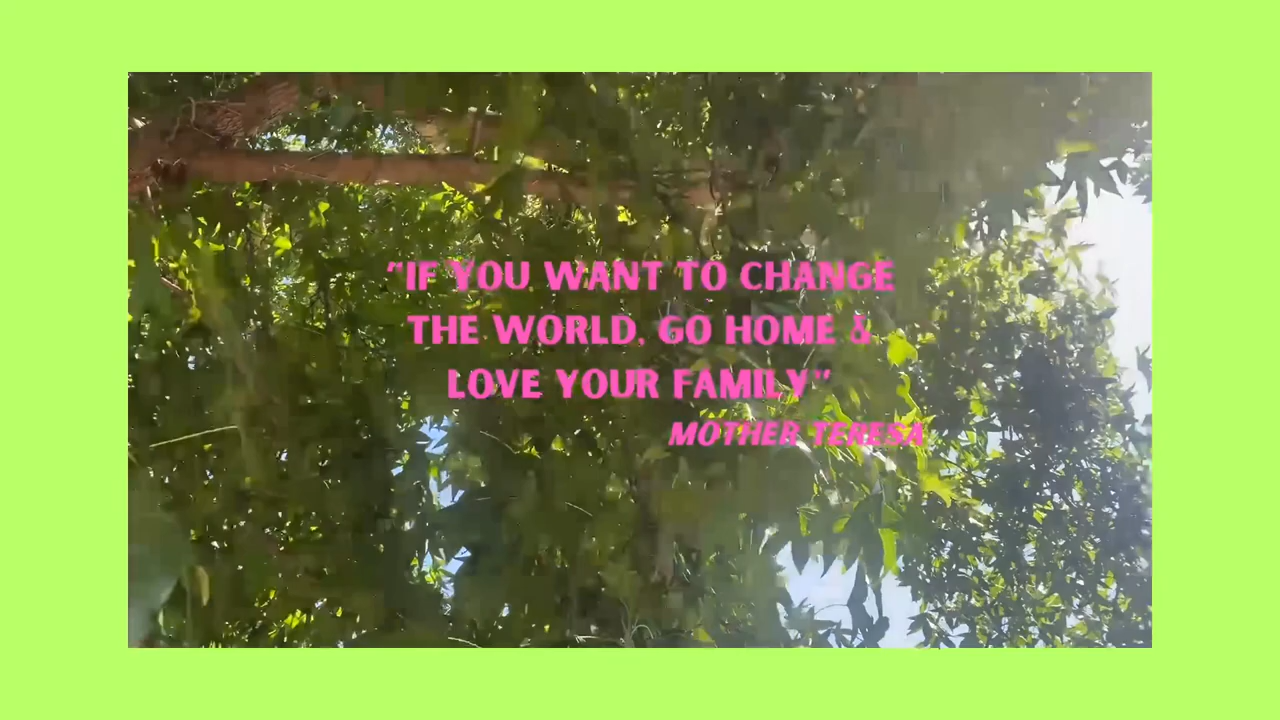 "IF YOU WANT TO CHANGE
THE WORLD, GO HOME &
LOVE YOUR FAMILY"
MOTHER TERESA